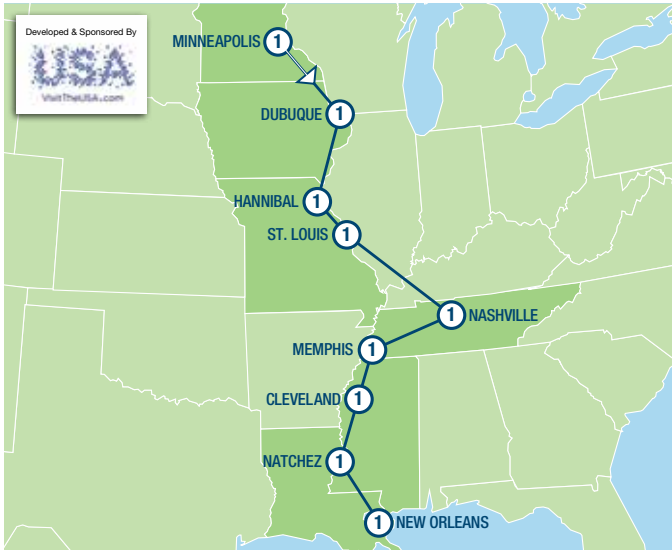 Developed & Sponsored By
USA
VisitTheUSA.com
MINNEAPOLIS 1
DUBUQUE 1
HANNIBAL 1
ST. LOUIS 1
1 NASHVILLE
MEMPHIS 1
CLEVELAND 1
NATCHEZ 1
1 NEW ORLEANS